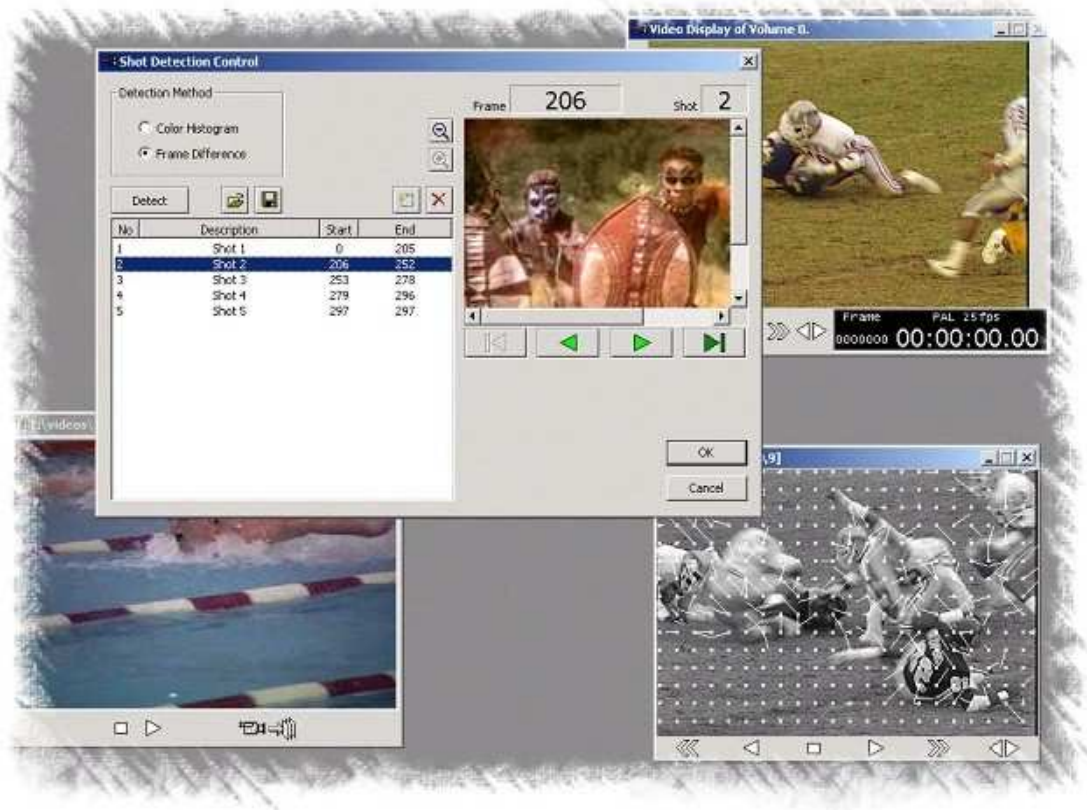 Video Display of Volume 0.
Shot Detection Control
Detection Method
Color Histogram
Frame Difference
Frame 206 Shot 2
Detect
No Description Start End
1 Shot 1 0 205
2 Shot 2 206 252
3 Shot 3 253 278
4 Shot 4 279 296
5 Shot 5 297 297
Frame PAL 25fps
0000000 00:00:00.00
\videos\
OK
Cancel
\9]